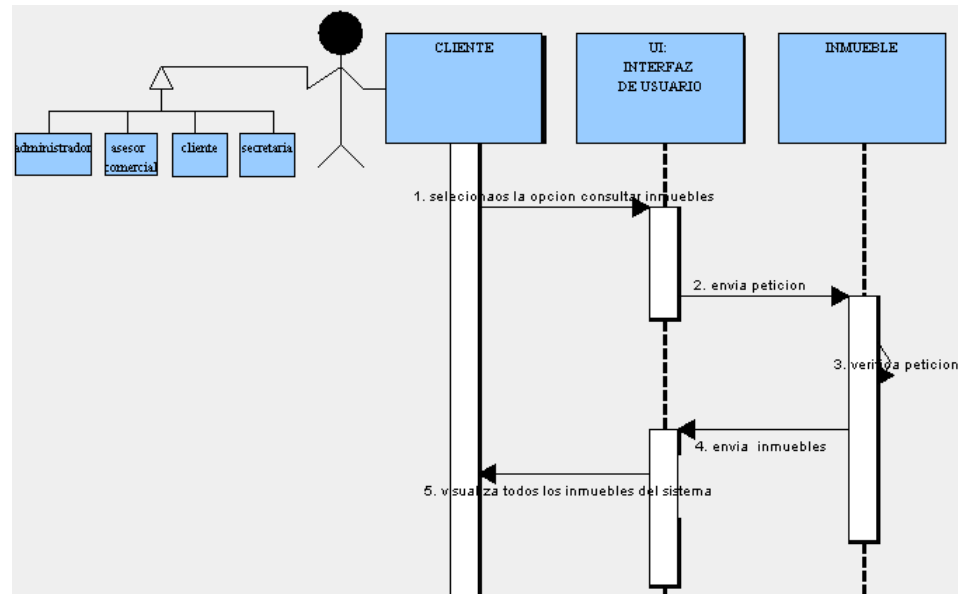 CLIENTE
UI:
INTERFAZ
DE USUARIO
INMUEBLE
administrador
asesor
comercial
cliente
secretaria
1. selecionaos la opcion consultar inmuebles
2. envia peticion
3. verifica peticion
4. envia inmuebles
5. visualiza todos los inmuebles del sistema